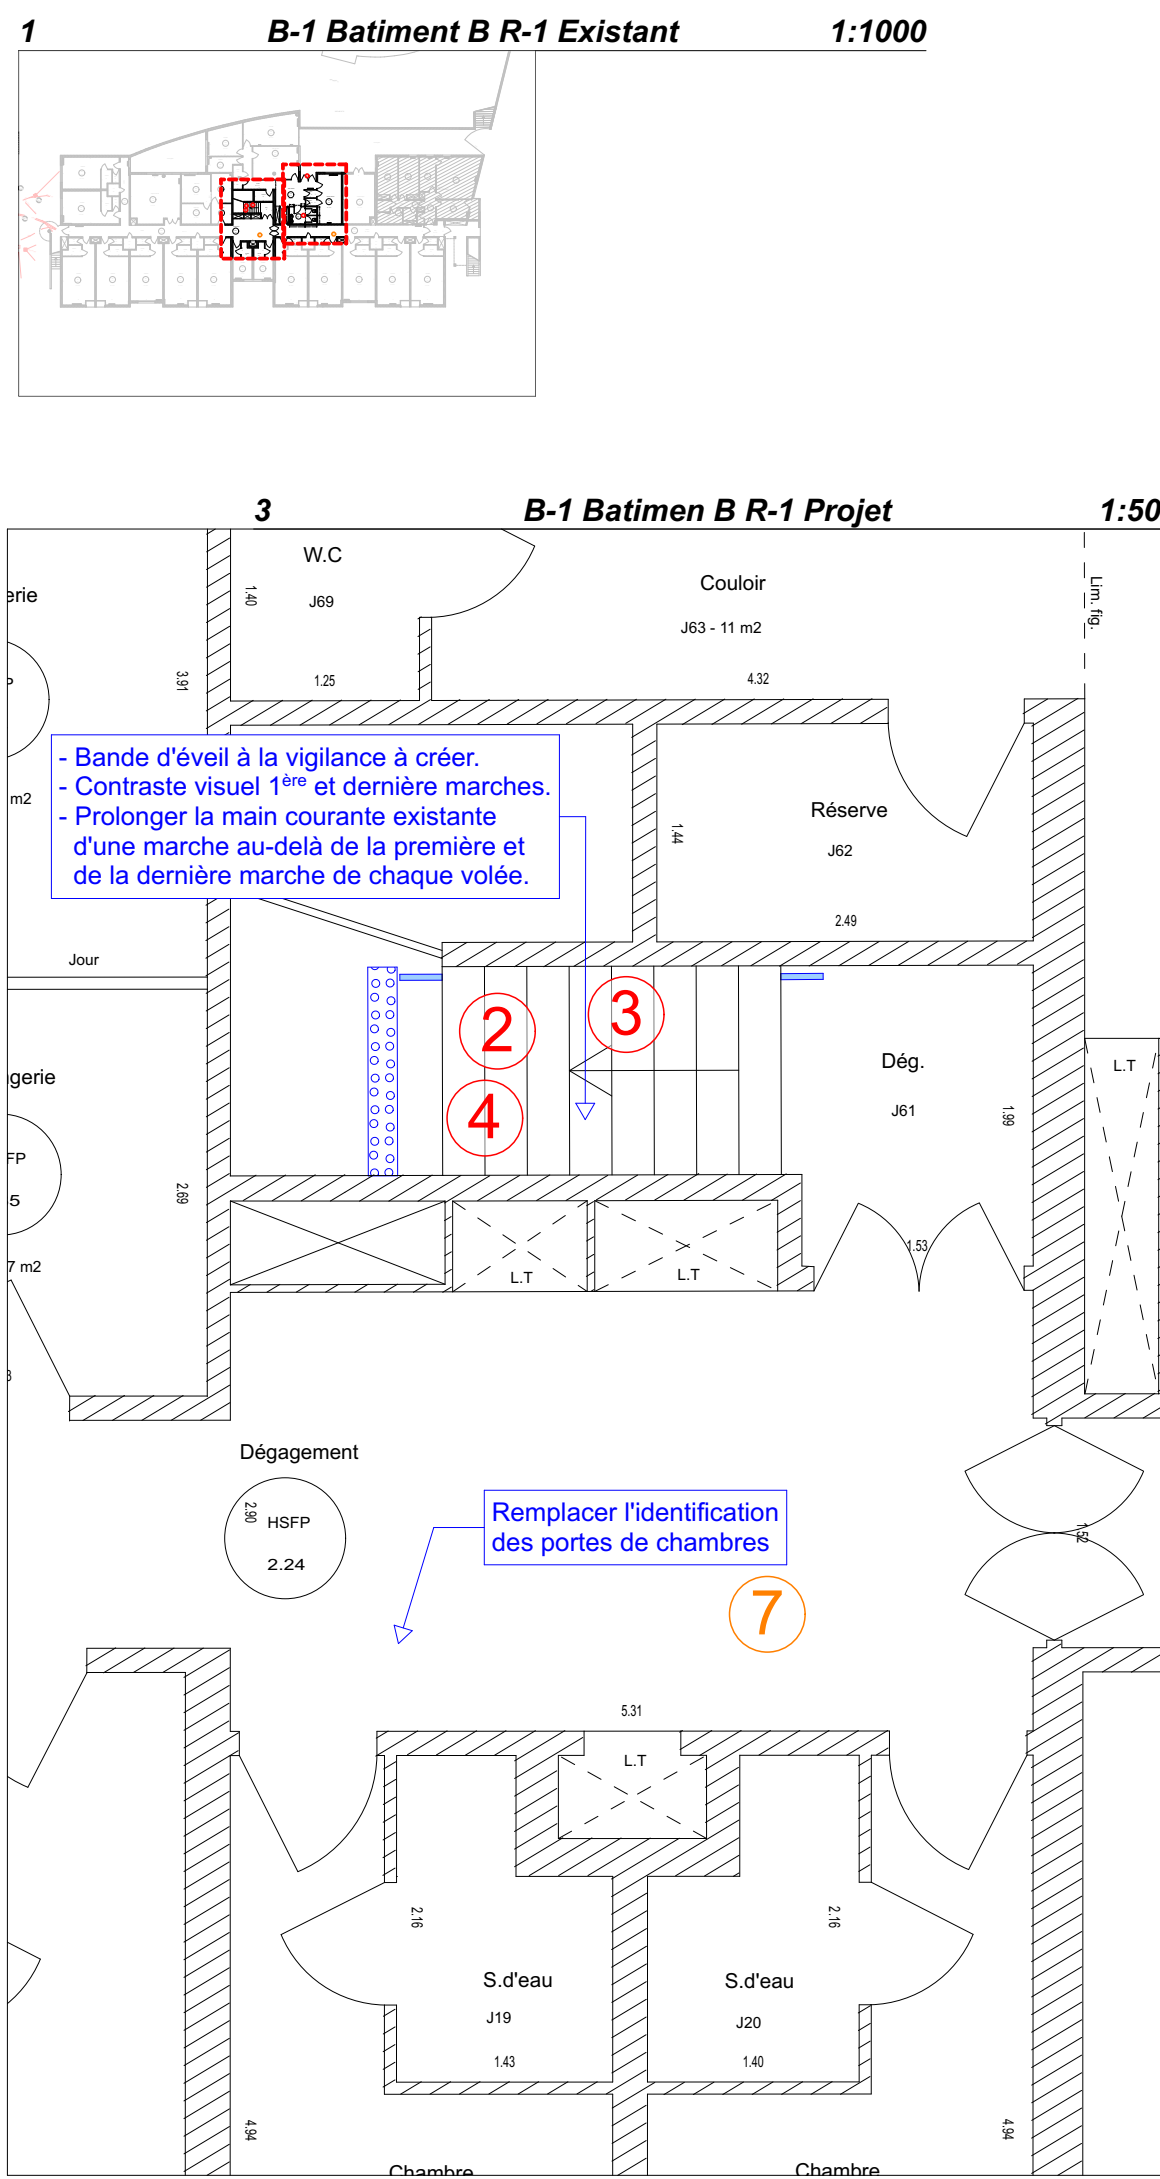 1 B-1 Batiment B R-1 Existant 1:1000
3 B-1 Batimen B R-1 Projet 1:50
W.C
J69
1.40
1.25
Couloir
J63 - 11 m2
4.32
Lim. fig.
erie
3.91
m2
- Bande d'éveil à la vigilance à créer.
- Contraste visuel 1ère et dernière marches.
- Prolonger la main courante existante
d'une marche au-delà de la première et
de la dernière marche de chaque volée.
1.44
Réserve
J62
2.49
Jour
2
3
4
Dég.
J61
1.99
L.T
gerie
FP
5
2.69
7 m2
L.T
L.T
1.53
Dégagement
2.90
HSFP
2.24
Remplacer l'identification
des portes de chambres
7
1.52
5.31
L.T
2.16
2.16
S.d'eau
J19
1.43
S.d'eau
J20
1.40
4.94
4.94
Chambre
Chambre